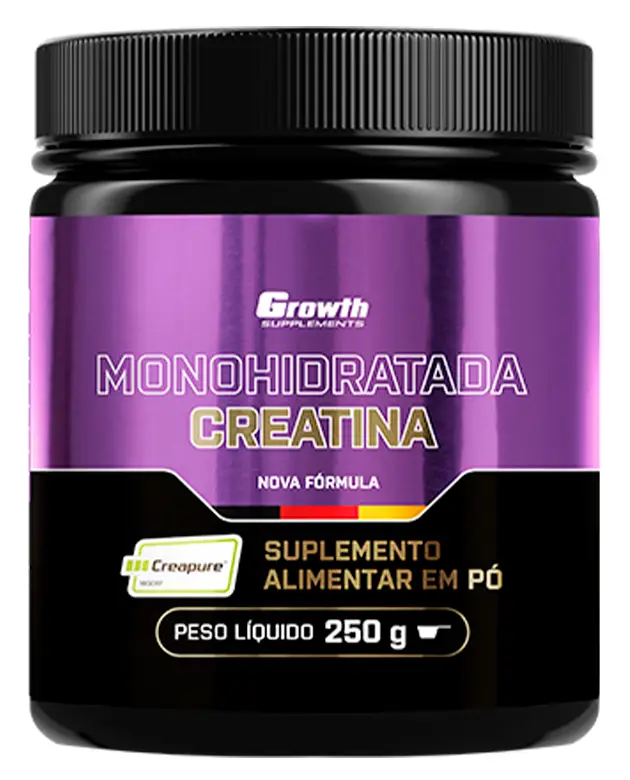 Growth
SUPPLEMENTS
MONOHIDRATADA
CREATINA
NOVA FÓRMULA
Creapure®
SUPLEMENTO
ALIMENTAR EM PÓ
PESO LÍQUIDO 250 g